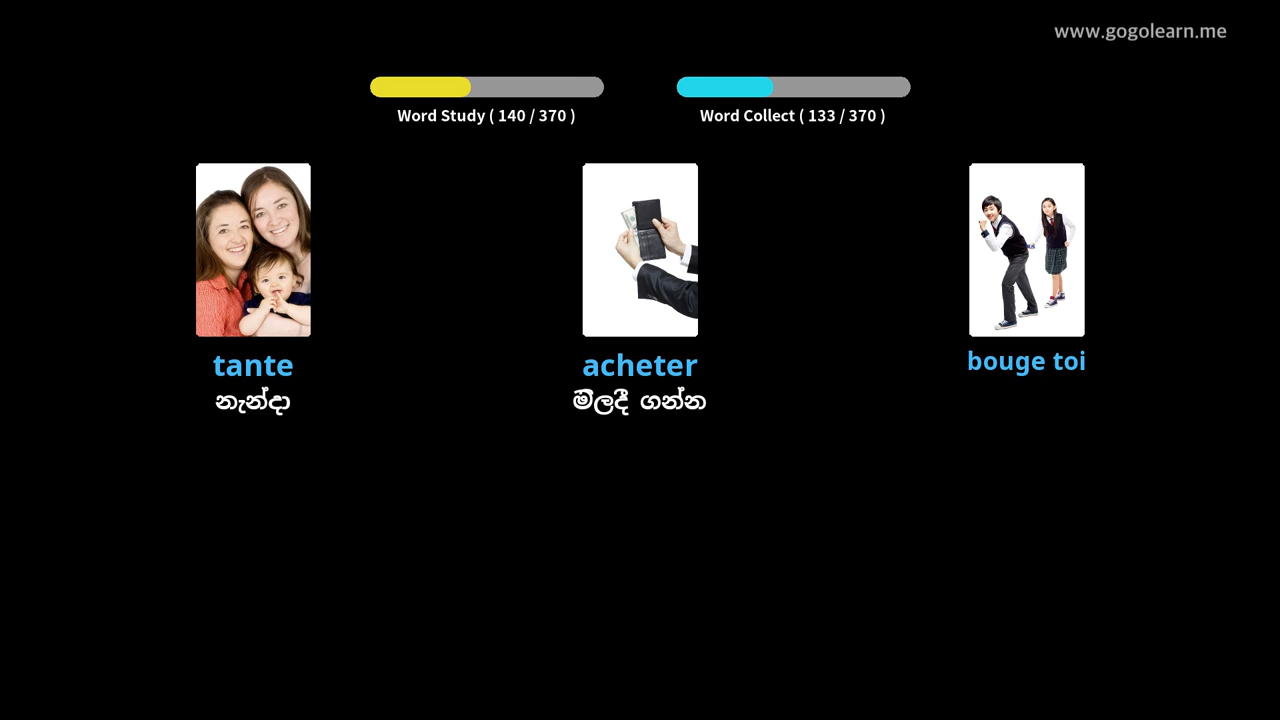 www.gogolearn.me
Word Study ( 140 / 370 )
Word Collect ( 133 / 370 )
tante
නැන්දා
acheter
මිලදී ගන්න
bouge toi